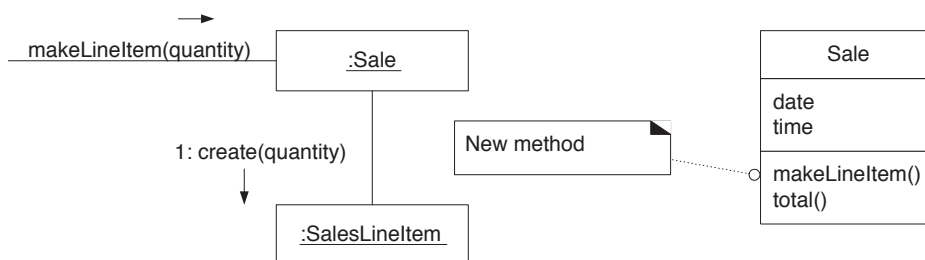 makeLineItem(quantity)
:Sale
1: create(quantity)
:SalesLineItem
New method
Sale
date
time
makeLineItem()
total()